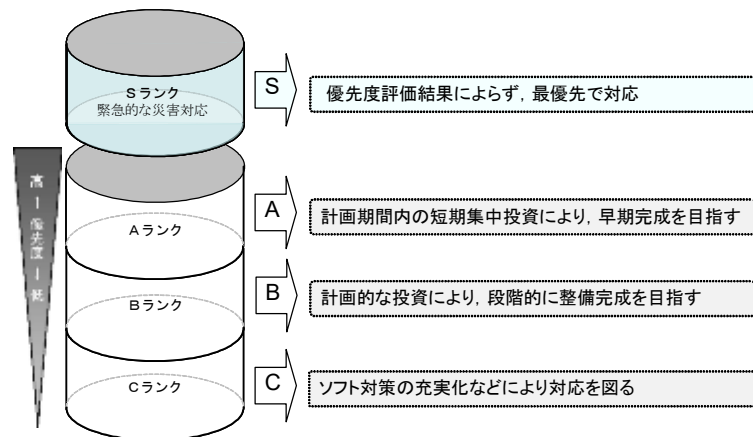 Sランク
緊急的な災害対応
S
優先度評価結果によらず，最優先で対応
高 ー 優先度 ー 低
Aランク
A
計画期間内の短期集中投資により，早期完成を目指す
Bランク
B
計画的な投資により，段階的に整備完成を目指す
Cランク
C
ソフト対策の充実化などにより対応を図る